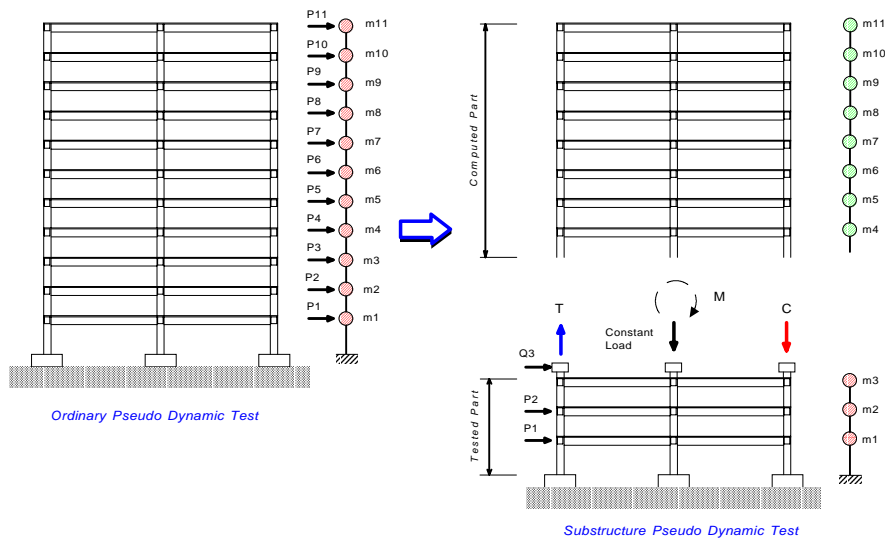 P11
m11
P10
m10
P9
m9
P8
m8
P7
m7
P6
m6
P5
m5
P4
m4
P3
m3
P2
m2
P1
m1
Ordinary Pseudo Dynamic Test
Computed Part
m11
m10
m9
m8
m7
m6
m5
m4
M
T
C
Constant
Load
Q3
P2
P1
Tested Part
m3
m2
m1
Substructure Pseudo Dynamic Test